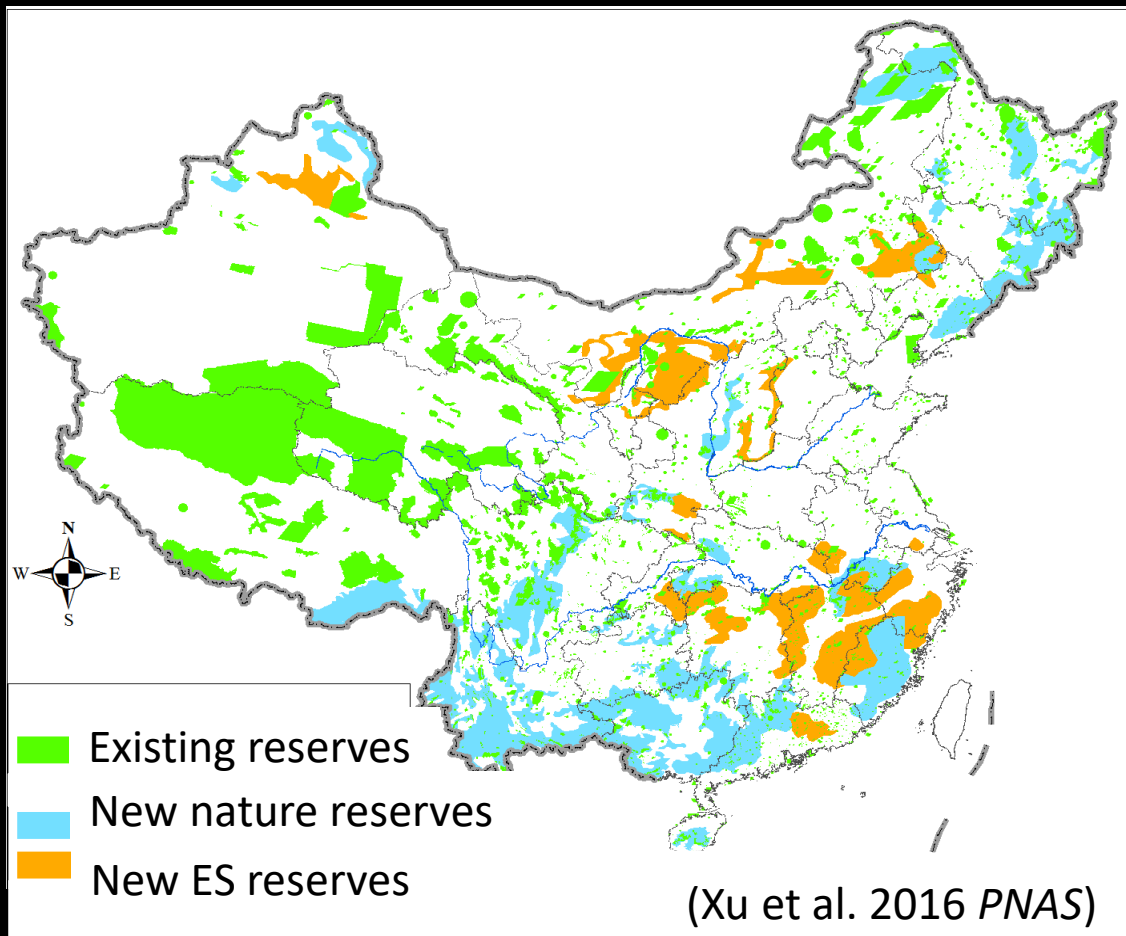 N
W E
S
Existing reserves
New nature reserves
New ES reserves
(Xu et al. 2016 PNAS)